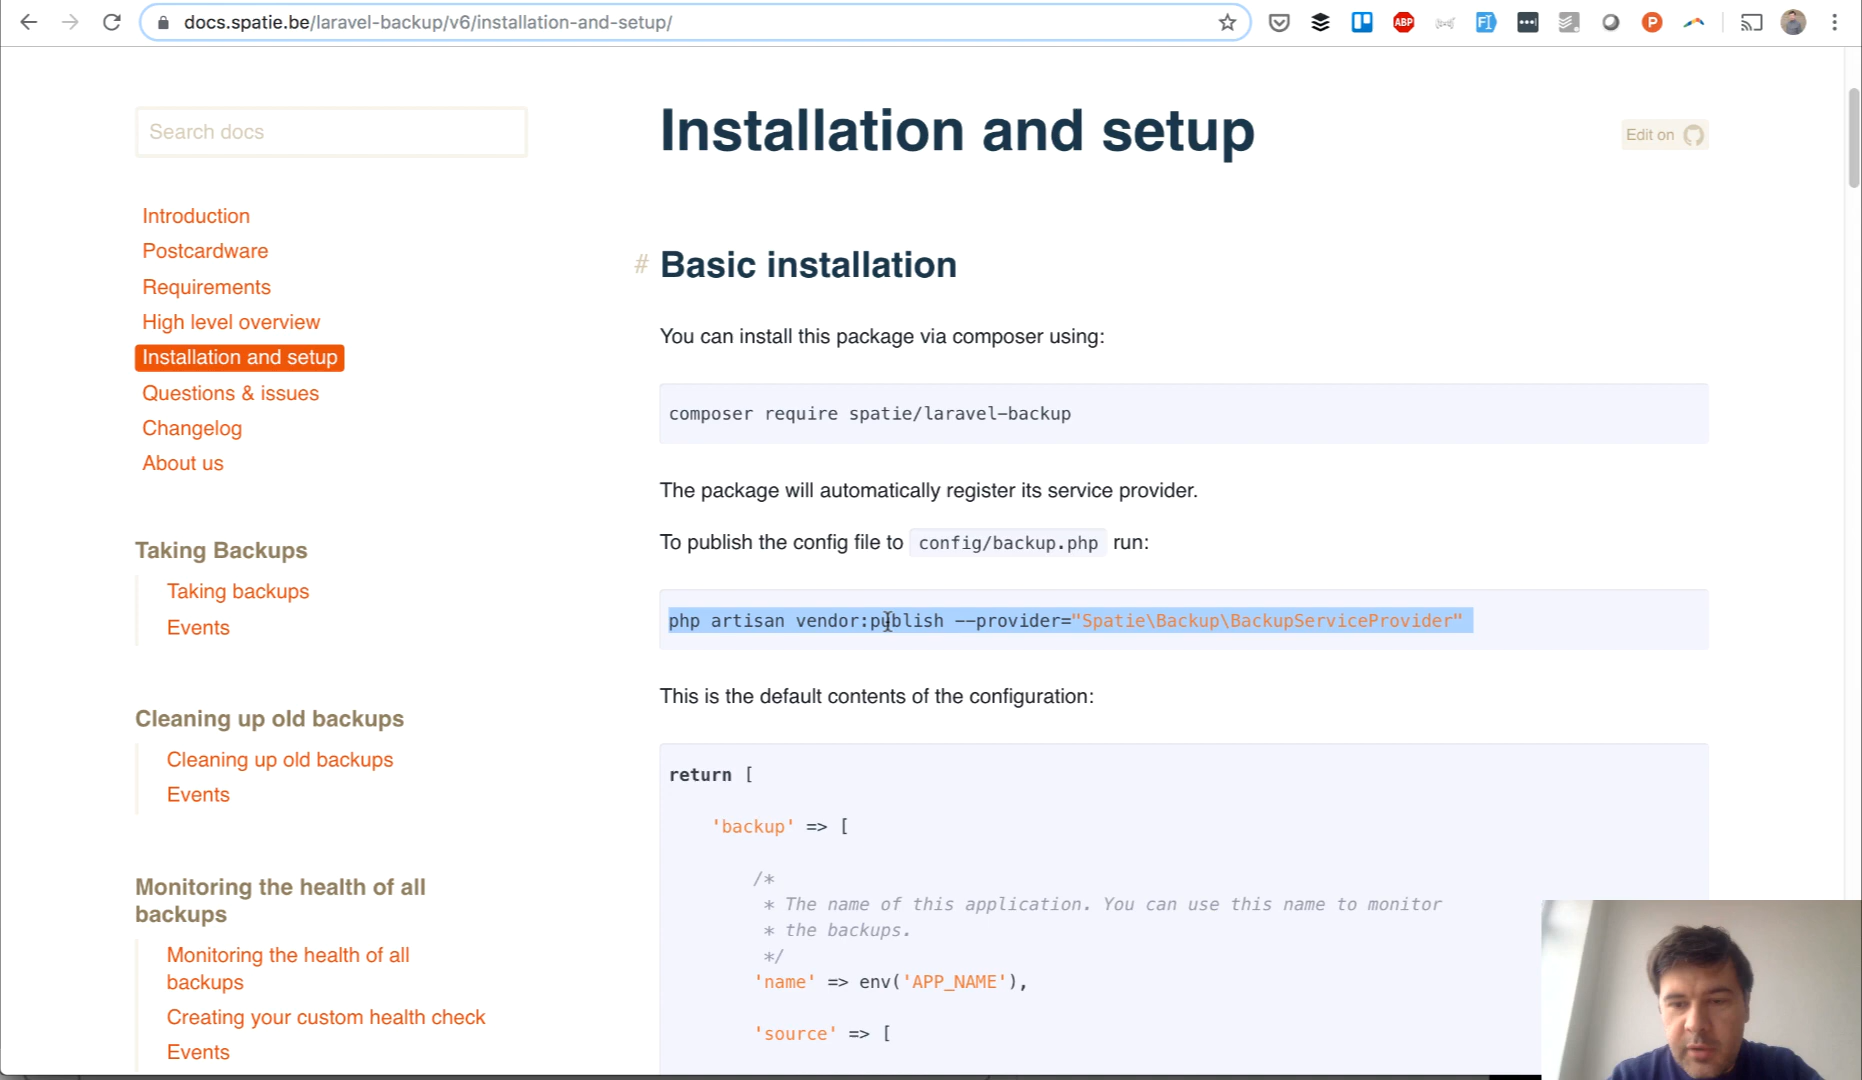 docs.spatie.be/laravel-backup/v6/installation-and-setup/
ABP
P
Search docs
Introduction
Postcardware
Requirements
High level overview
Installation and setup
Questions & issues
Changelog
About us
Taking Backups
Taking backups
Events
Cleaning up old backups
Cleaning up old backups
Events
Monitoring the health of all
backups
Monitoring the health of all
backups
Creating your custom health check
Events
Installation and setup
Edit on
# Basic installation
You can install this package via composer using:
composer require spatie/laravel-backup
The package will automatically register its service provider.
To publish the config file to config/backup.php run:
php artisan vendor:publish --provider="Spatie\Backup\BackupServiceProvider"
This is the default contents of the configuration:
return [
'backup' => [
/*
* The name of this application. You can use this name to monitor
* the backups.
*/
'name' => env('APP_NAME'),
'source' => [